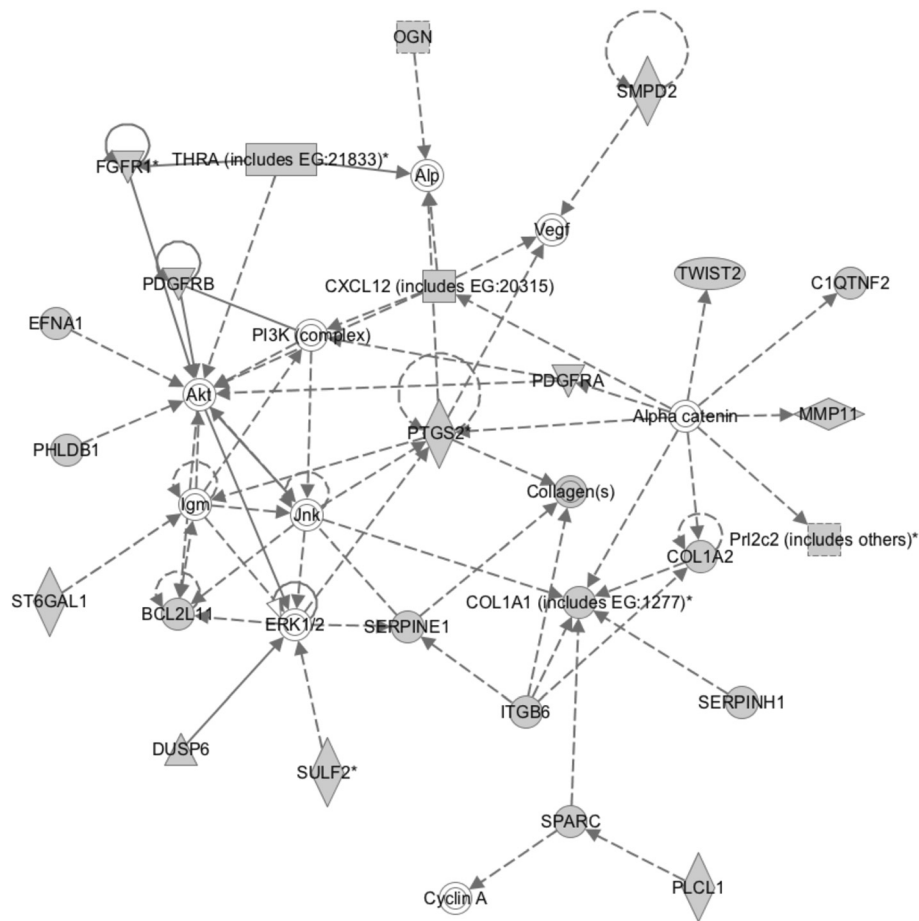 OGN
SMPD2
FGFR1*
THRA (includes EG:21833)*
Alp
Vegf
TWIST2
C1QTNF2
PDGFRB
CXCL12 (includes EG:20315)
EFNA1
PI3K (complex)
PDGFRA
Akt
Alpha catenin
MMP11
PHLDB1
PTGS2*
Collagen(s)
Igm
Jnk
Prl2c2 (includes others)*
COL1A2
ST6GAL1
BCL2L11
ERK1/2
SERPINE1
COL1A1 (includes EG:1277)*
ITGB6
SERPINH1
DUSP6
SULF2*
SPARC
Cyclin A
PLCL1